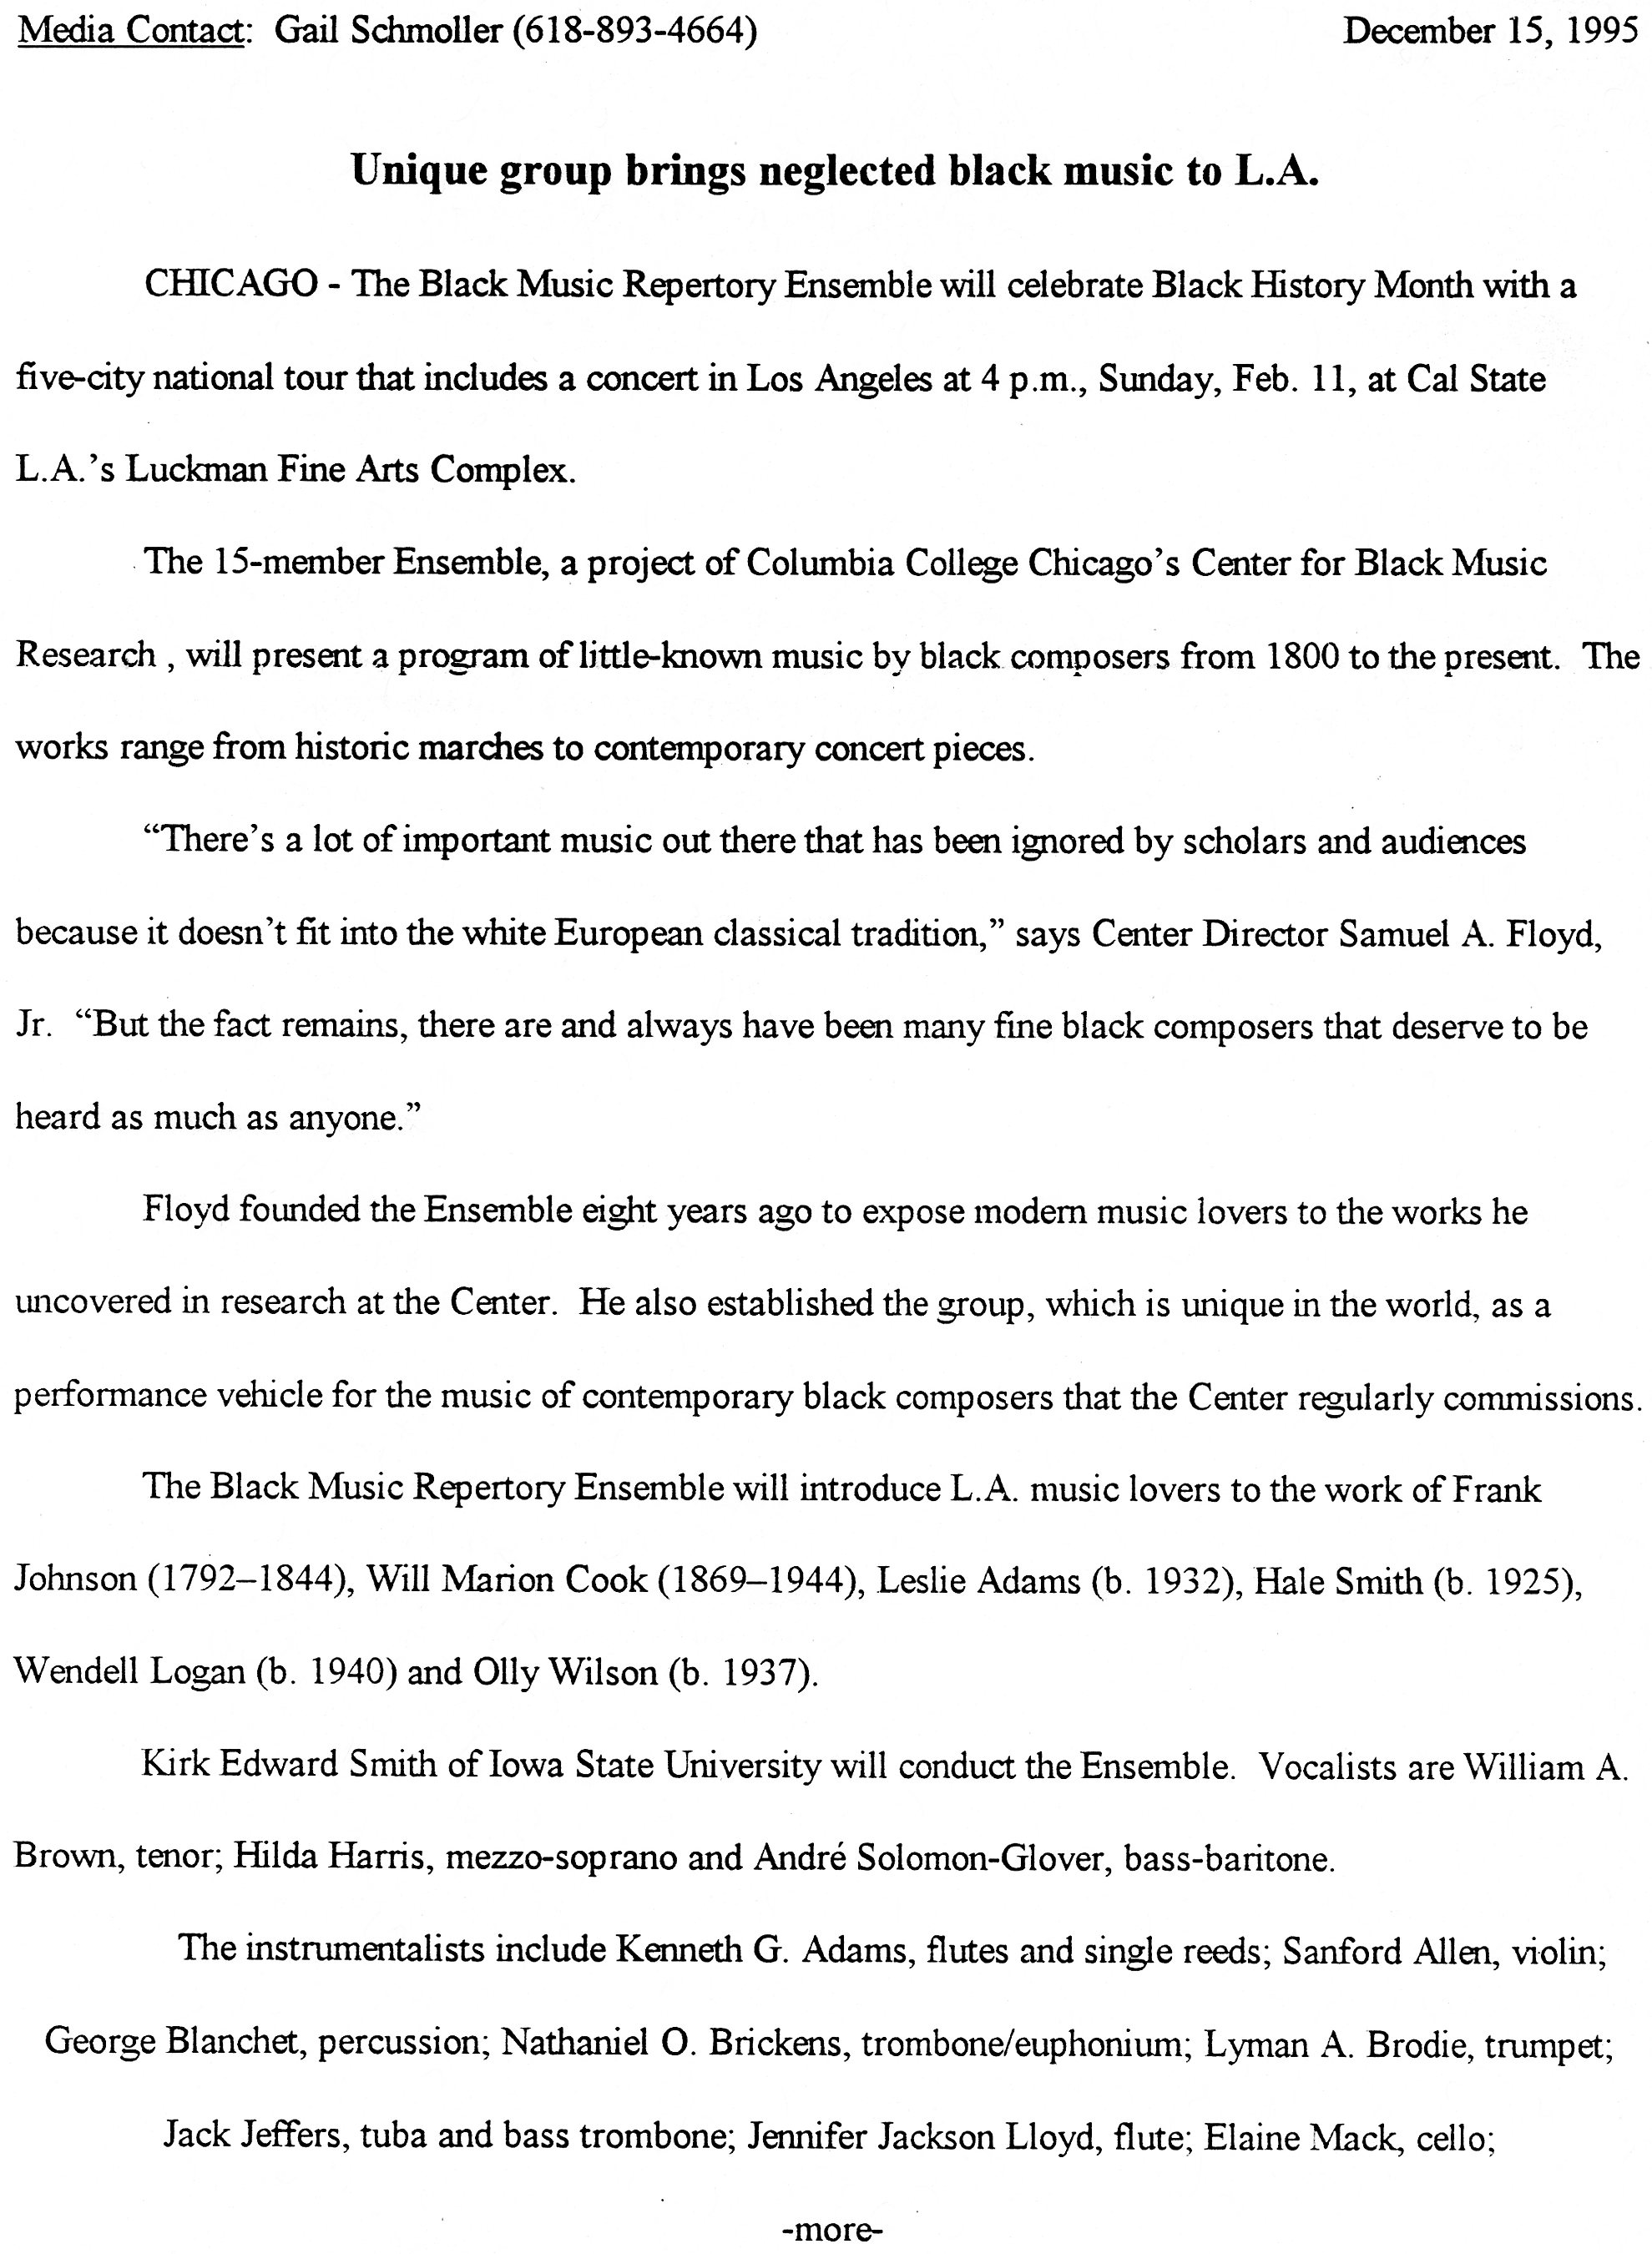 Media Contact: Gail Schmoller (618-893-4664) December 15, 1995
Unique group brings neglected black music to L.A.
CHICAGO - The Black Music Repertory Ensemble will celebrate Black History Month with a
five-city national tour that includes a concert in Los Angeles at 4 p.m., Sunday, Feb. 11, at Cal State
L.A.’s Luckman Fine Arts Complex.
The 15-member Ensemble, a project of Columbia College Chicago’s Center for Black Music
Research , will present a program of little-known music by black composers from 1800 to the present. The
works range from historic marches to contemporary concert pieces.
“There’s a lot of important music out there that has been ignored by scholars and audiences
because it doesn’t fit into the white European classical tradition,” says Center Director Samuel A. Floyd,
Jr. “But the fact remains, there are and always have been many fine black composers that deserve to be
heard as much as anyone.”
Floyd founded the Ensemble eight years ago to expose modern music lovers to the works he
uncovered in research at the Center. He also established the group, which is unique in the world, as a
performance vehicle for the music of contemporary black composers that the Center regularly commissions.
The Black Music Repertory Ensemble will introduce L.A. music lovers to the work of Frank
Johnson (1792–1844), Will Marion Cook (1869–1944), Leslie Adams (b. 1932), Hale Smith (b. 1925),
Wendell Logan (b. 1940) and Olly Wilson (b. 1937).
Kirk Edward Smith of Iowa State University will conduct the Ensemble. Vocalists are William A.
Brown, tenor; Hilda Harris, mezzo-soprano and André Solomon-Glover, bass-baritone.
The instrumentalists include Kenneth G. Adams, flutes and single reeds; Sanford Allen, violin;
George Blanchet, percussion; Nathaniel O. Brickens, trombone/euphonium; Lyman A. Brodie, trumpet;
Jack Jeffers, tuba and bass trombone; Jennifer Jackson Lloyd, flute; Elaine Mack, cello;
-more-